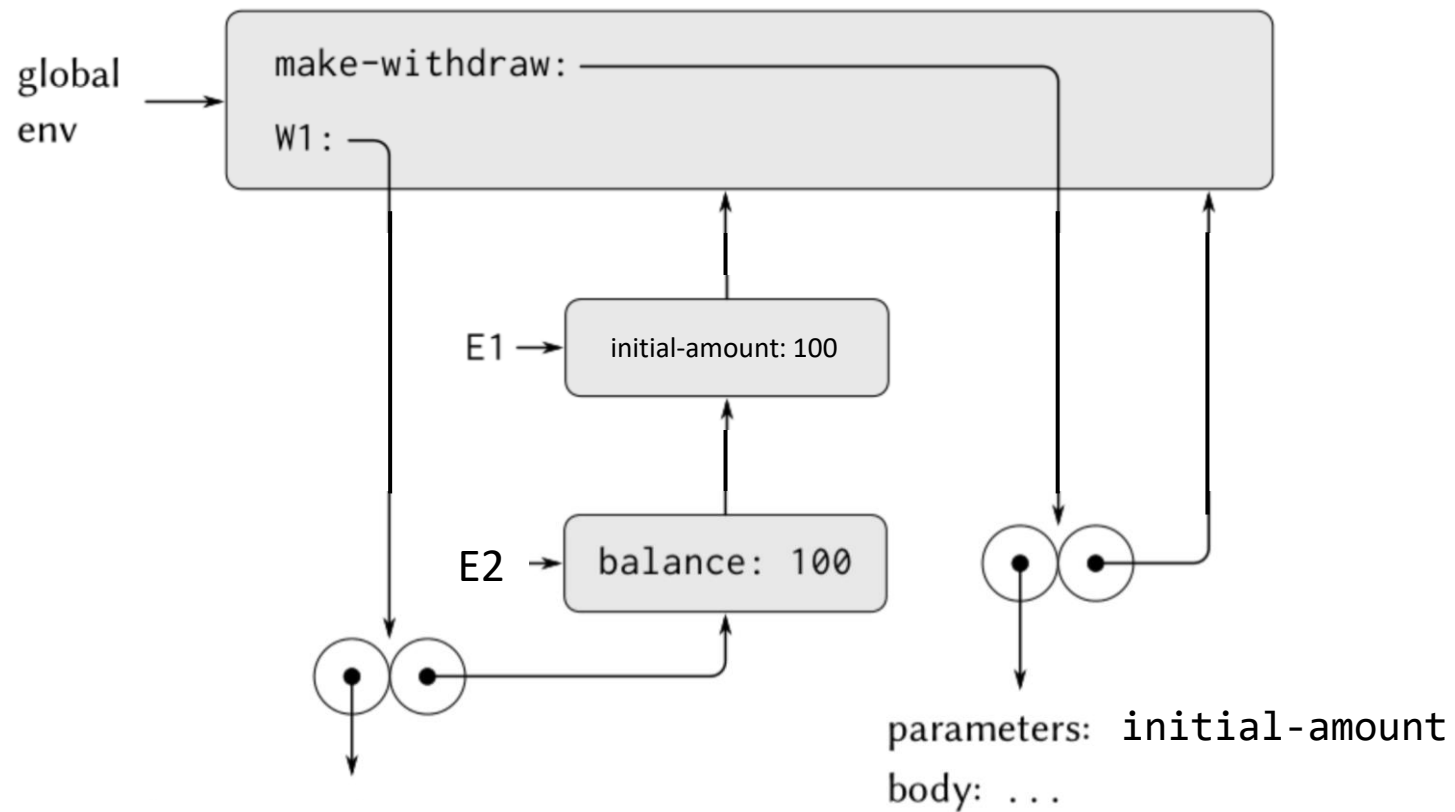 global
env
make-withdraw:
W1:
E1
initial-amount: 100
E2
balance: 100
parameters: initial-amount
body: ...